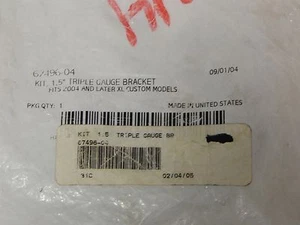 67496-04 09/01/04
KIT, 1.5" TRIPLE GAUGE BRACKET
FITS 2004 AND LATER XL CUSTOM MODELS
PKG QTY: 1 MADE IN UNITED STATES
KIT 1.5 TRIPLE GAUGE BR
67496-04
NIC 02/04/05